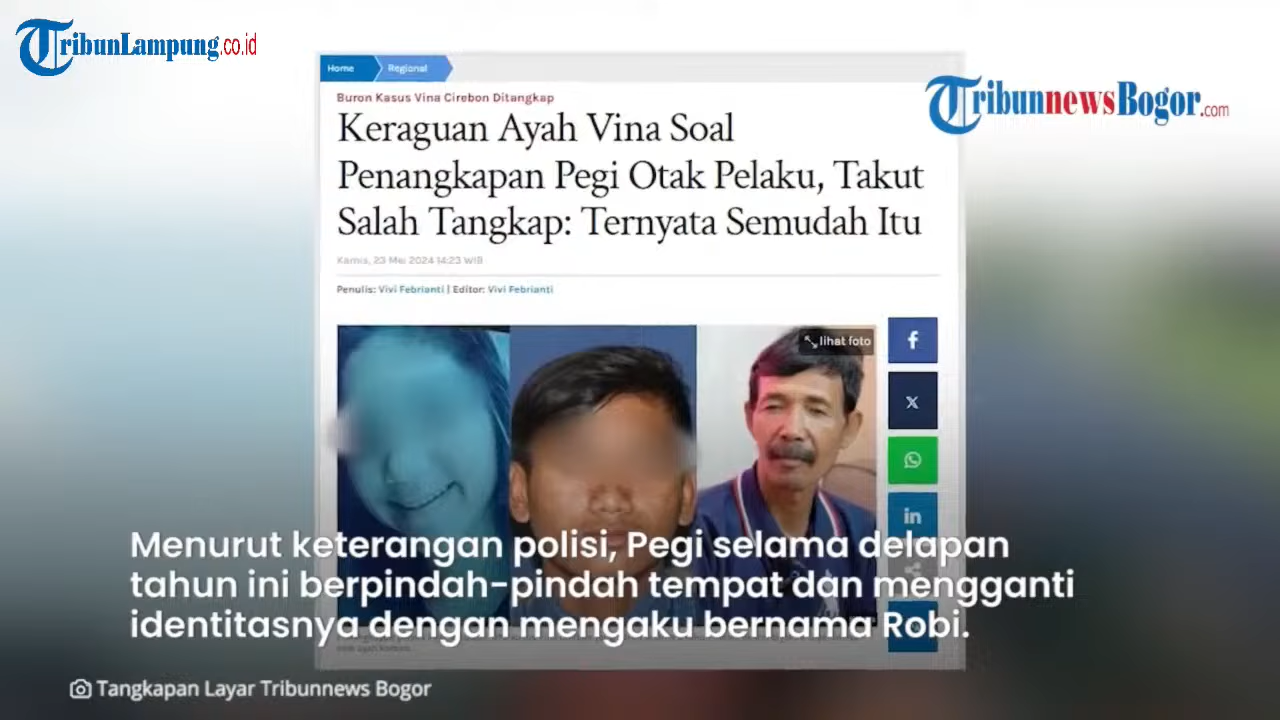 TribunLampung.co.id
Home
Regional
TribunnewsBogor.com
Buron Kasus Vina Cirebon Ditangkap
Keraguan Ayah Vina Soal
Penangkapan Pegi Otak Pelaku, Takut
Salah Tangkap: Ternyata Semudah Itu
Kamis, 23 Mei 2024 14:23 WIB
Penulis: Vivi Febrianti | Editor: Vivi Febrianti
lihat foto
Menurut keterangan polisi, Pegi selama delapan
tahun ini berpindah-pindah tempat dan mengganti
identitasnya dengan mengaku bernama Robi.
Tangkapan Layar Tribunnews Bogor